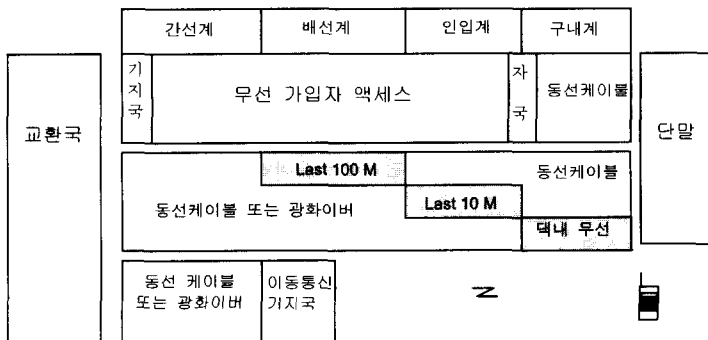 간선계 배선계 인입계 구내계
교환국
기지국
무선 가입자 액세스
자국
동선케이블
단말
Last 100 M
동선케이블
동선케이블 또는 광화이버
Last 10 M
댁내 무선
동선 케이블
또는 광화이버
이동통신
기지국